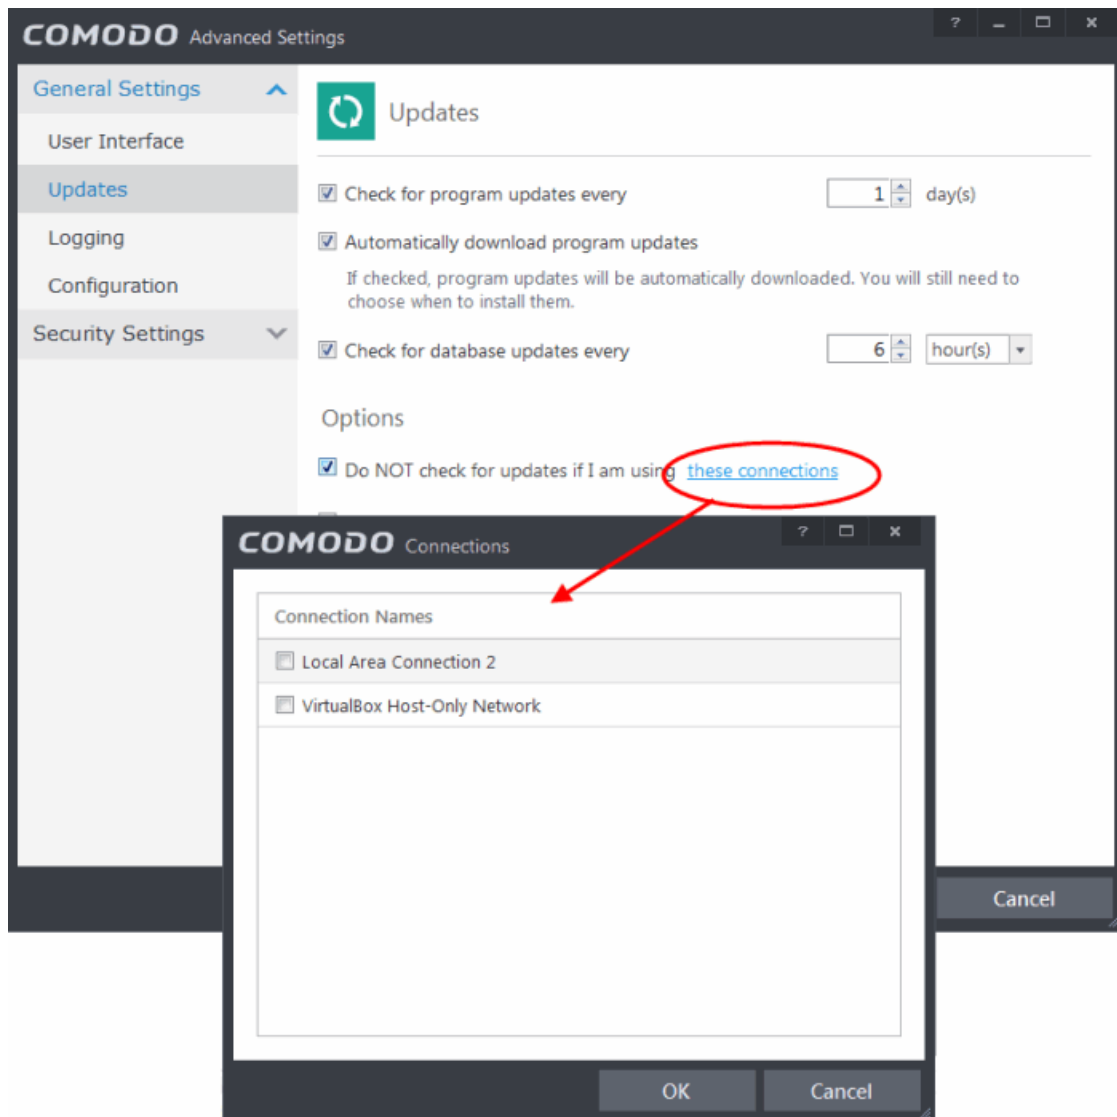 COMODO Advanced Settings
General Settings
User Interface
Updates
Logging
Configuration
Security Settings
Updates
Check for program updates every 1 day(s)
Automatically download program updates
If checked, program updates will be automatically downloaded. You will still need to
choose when to install them.
Check for database updates every 6 hour(s)
Options
Do NOT check for updates if I am using these connections
COMODO Connections
Connection Names
Local Area Connection 2
VirtualBox Host-Only Network
OK Cancel
Cancel